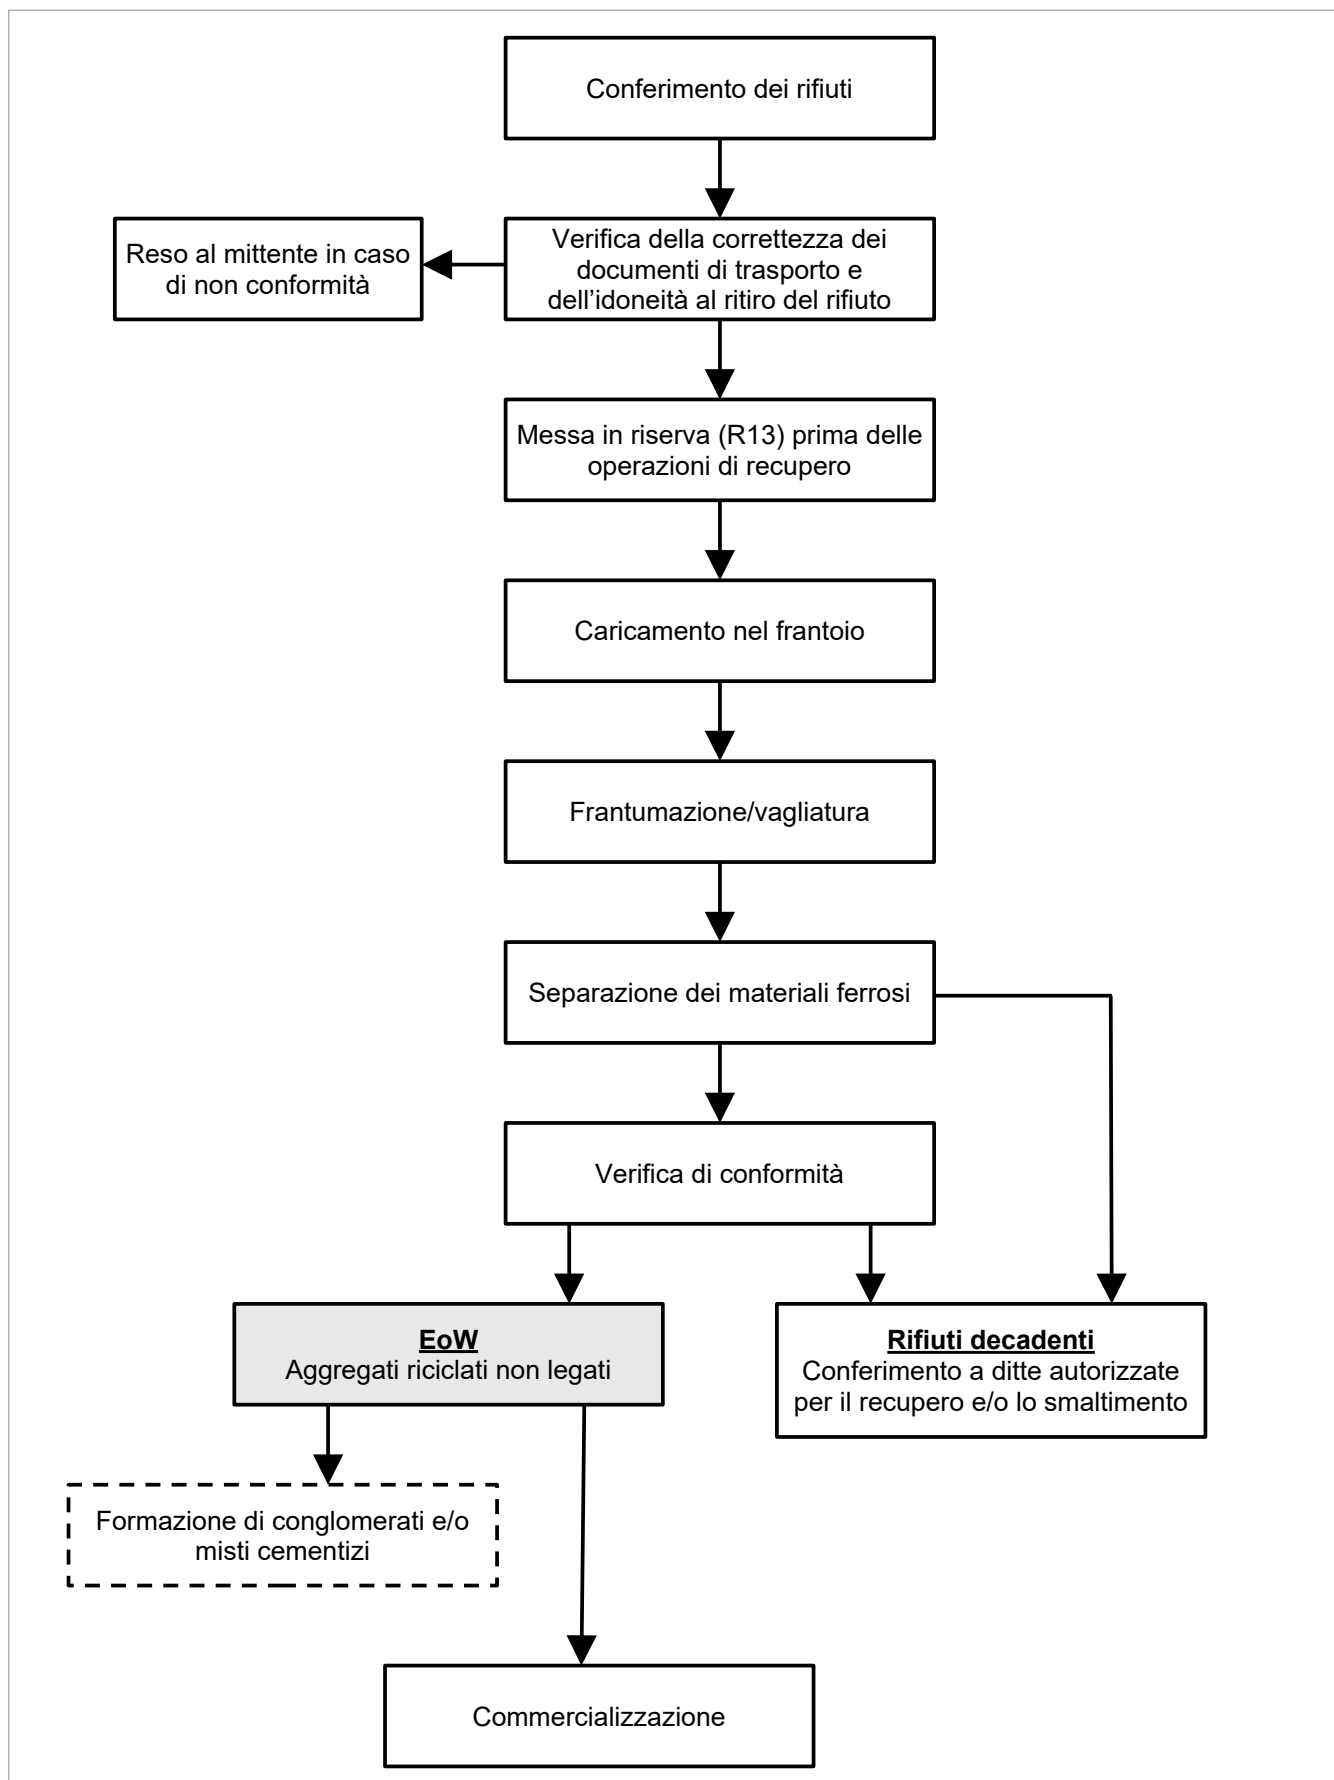 Conferimento dei rifiuti
Reso al mittente in caso
di non conformità
Verifica della correttezza dei
documenti di trasporto e
dell’idoneità al ritiro del rifiuto
Messa in riserva (R13) prima delle
operazioni di recupero
Caricamento nel frantoio
Frantumazione/vagliatura
Separazione dei materiali ferrosi
Verifica di conformità
EoW
Aggregati riciclati non legati
Rifiuti decadenti
Conferimento a ditte autorizzate
per il recupero e/o lo smaltimento
Formazione di conglomerati e/o
misti cementizi
Commercializzazione